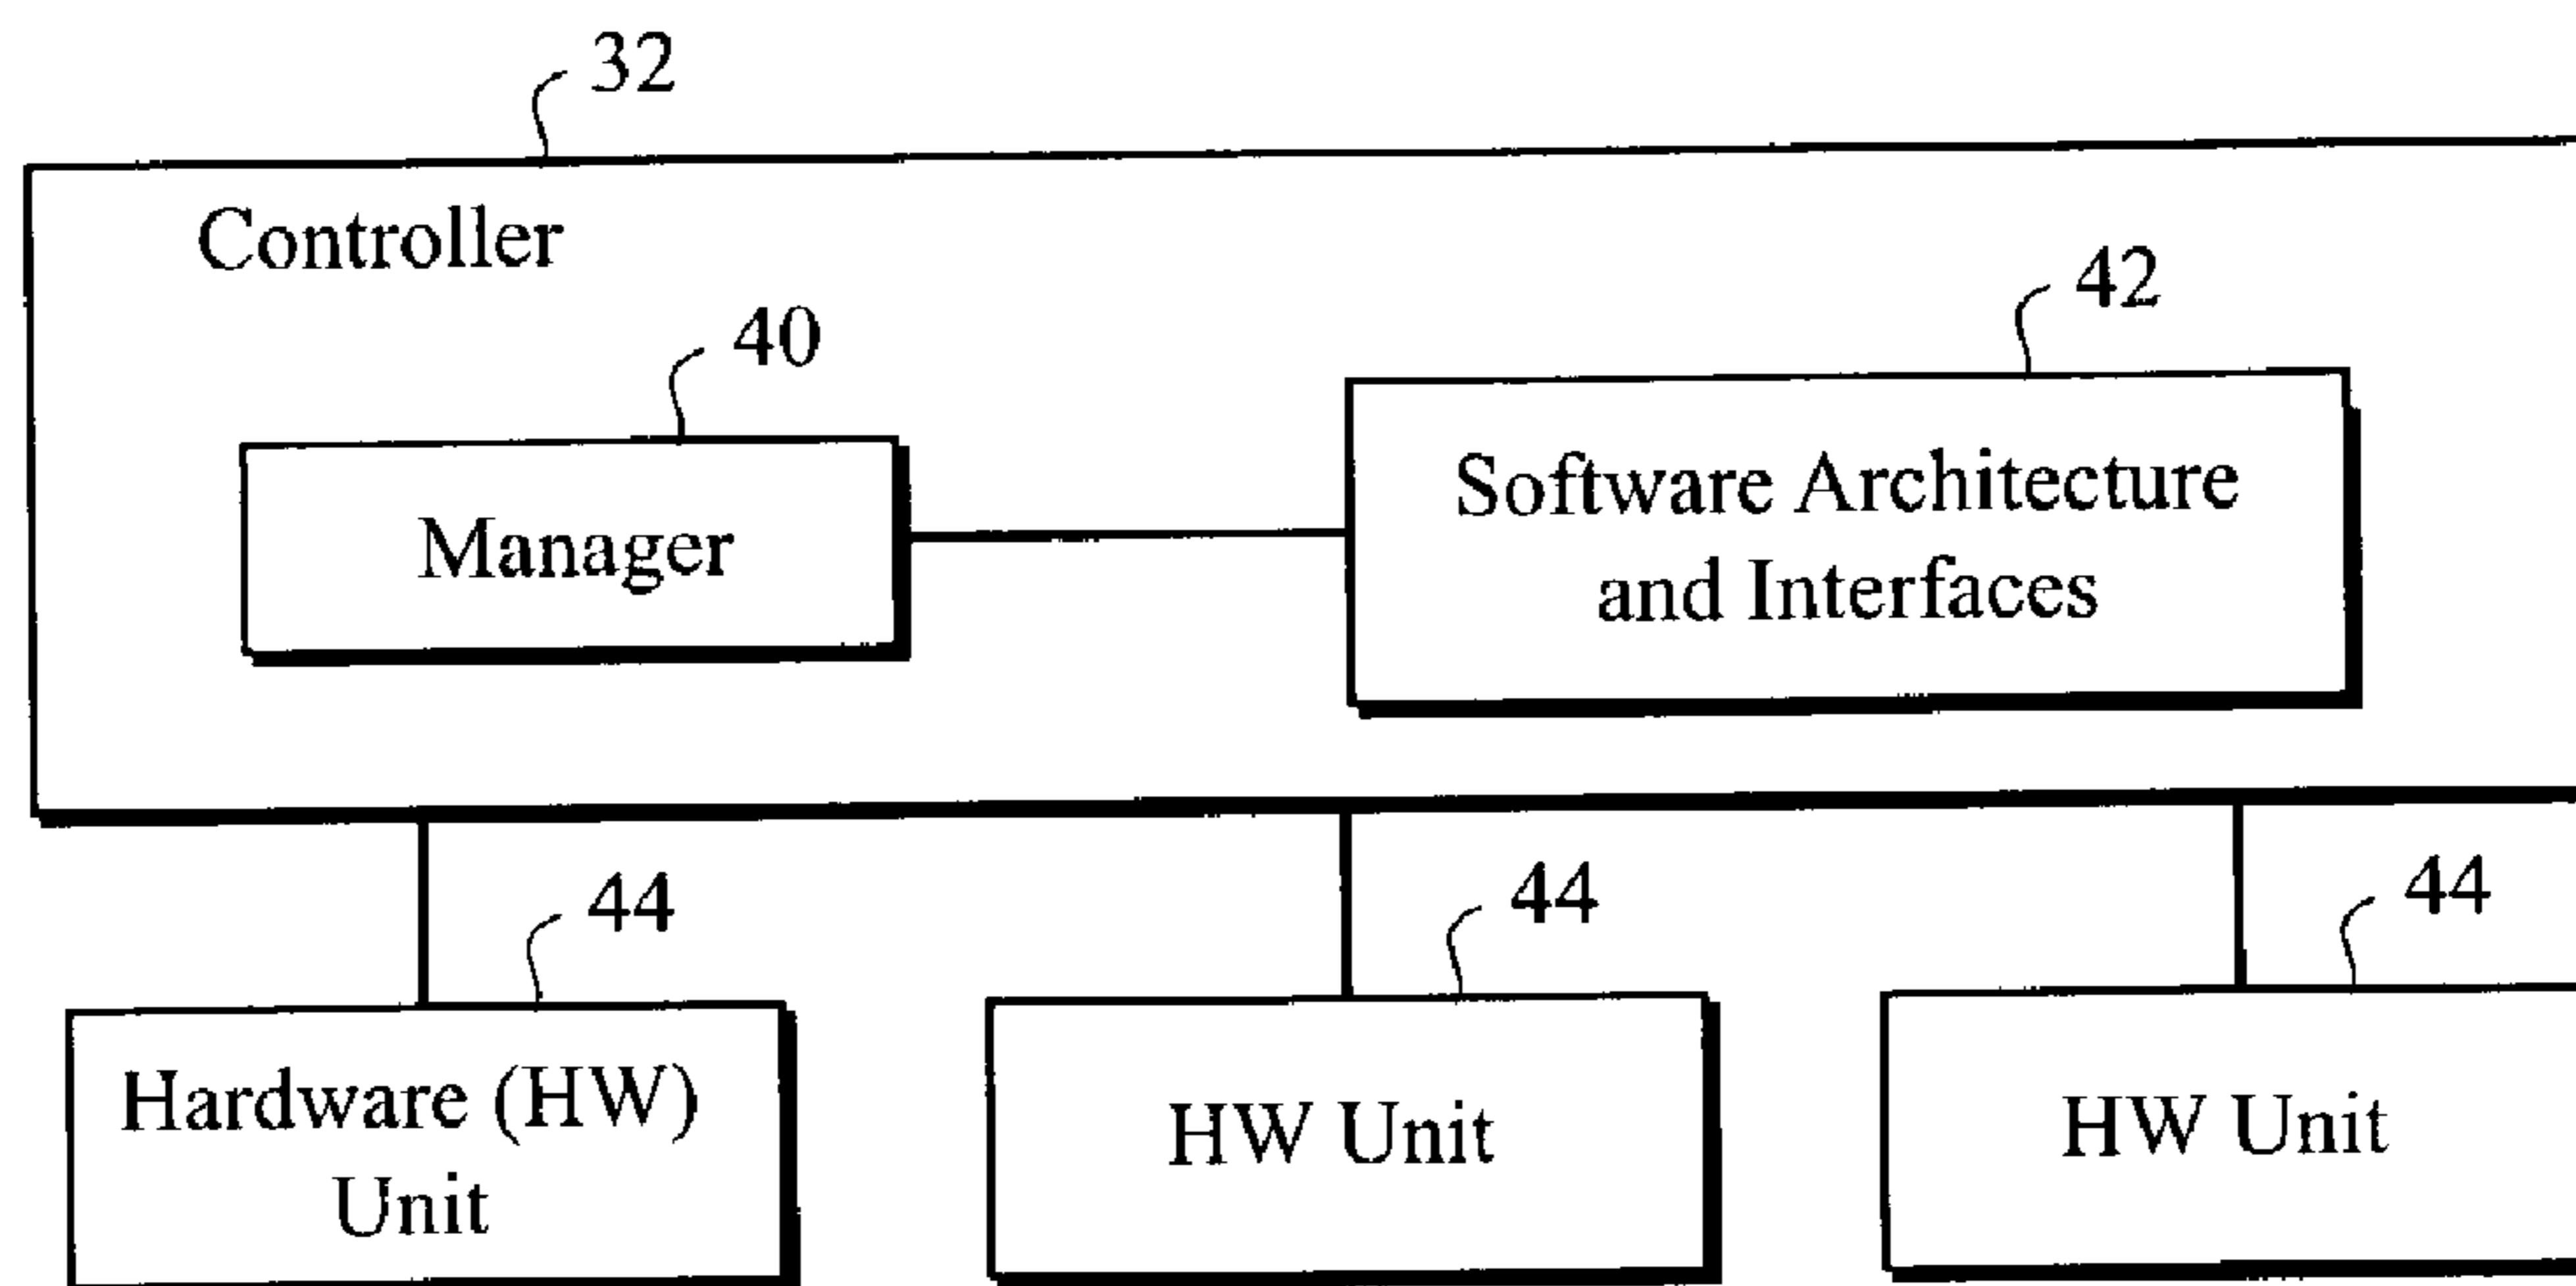 32
Controller
42
40
Software Architecture
and Interfaces
Manager
44
44
44
Hardware (HW)
Unit
HW Unit
HW Unit